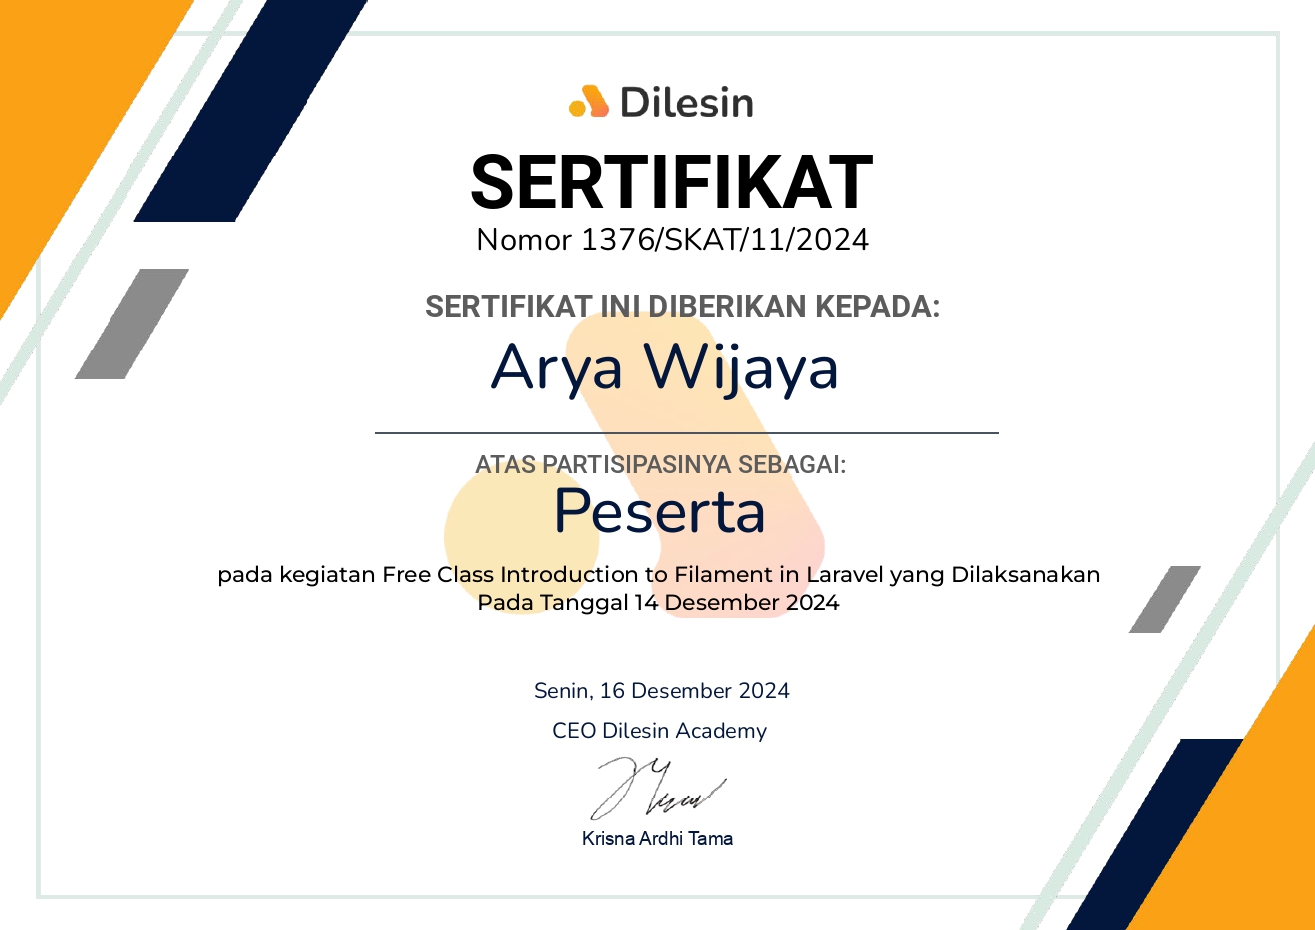 Dilesin
SERTIFIKAT
Nomor 1376/SKAT/11/2024
SERTIFIKAT INI DIBERIKAN KEPADA:
Arya Wijaya
ATAS PARTISIPASINYA SEBAGAI:
Peserta
pada kegiatan Free Class Introduction to Filament in Laravel yang Dilaksanakan
Pada Tanggal 14 Desember 2024
Senin, 16 Desember 2024
CEO Dilesin Academy
Krisna Ardhi Tama